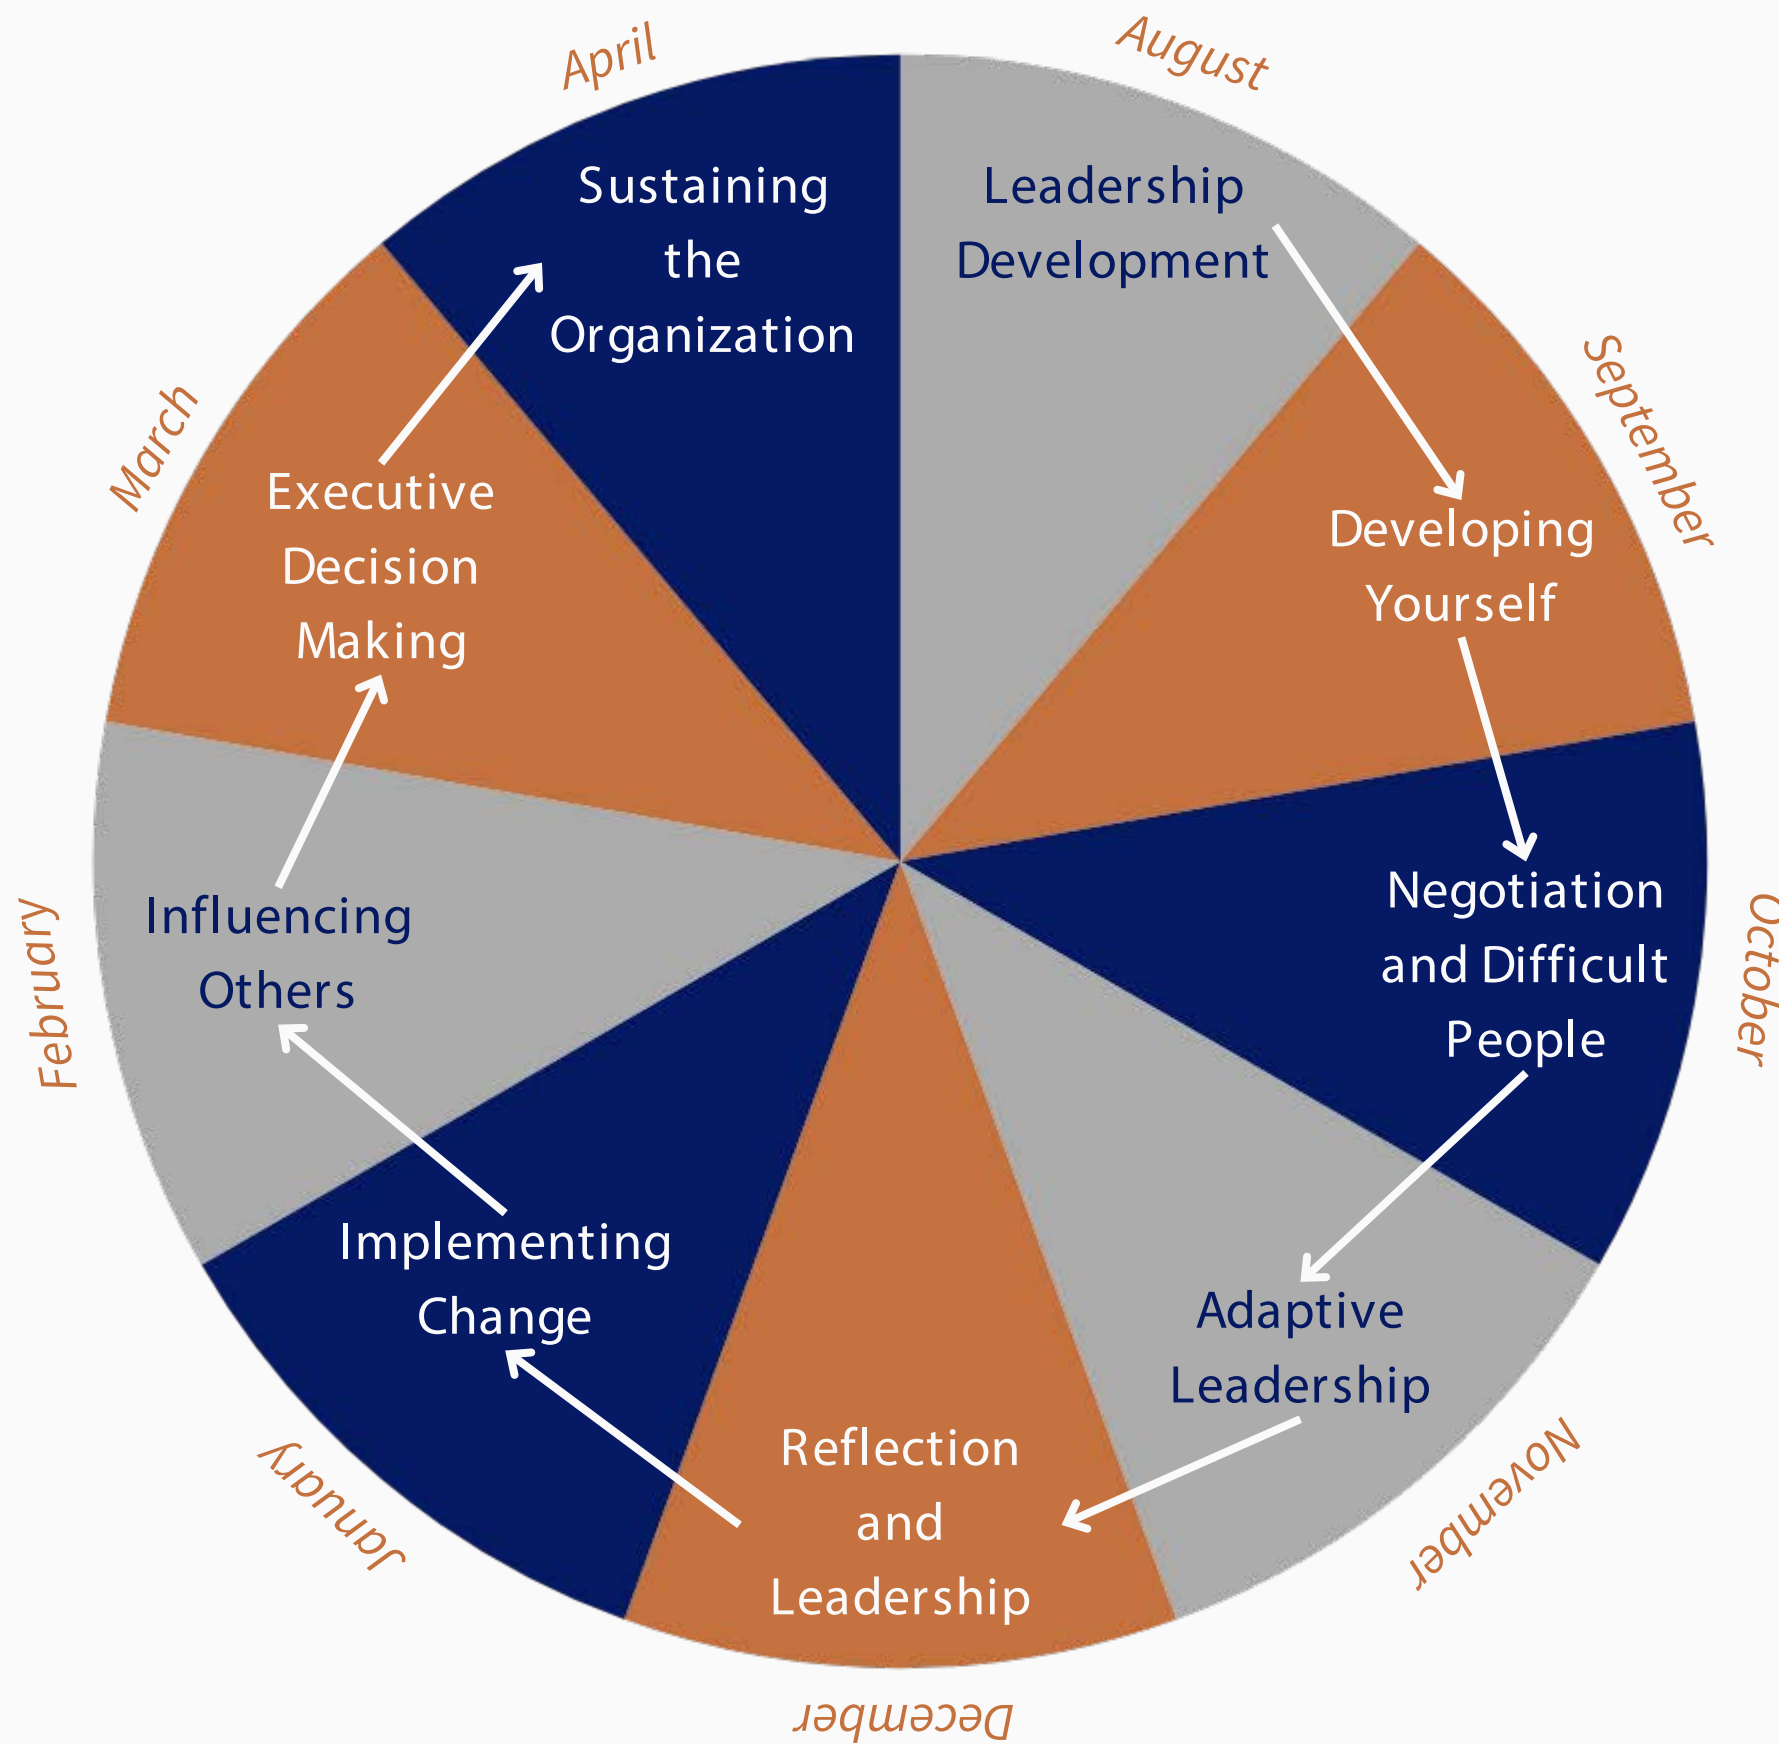 August
Leadership
Development
September
Developing
Yourself
October
Negotiation
and Difficult
People
November
Adaptive
Leadership
December
Reflection
and
Leadership
January
Implementing
Change
February
Influencing
Others
March
Executive
Decision
Making
April
Sustaining
the
Organization